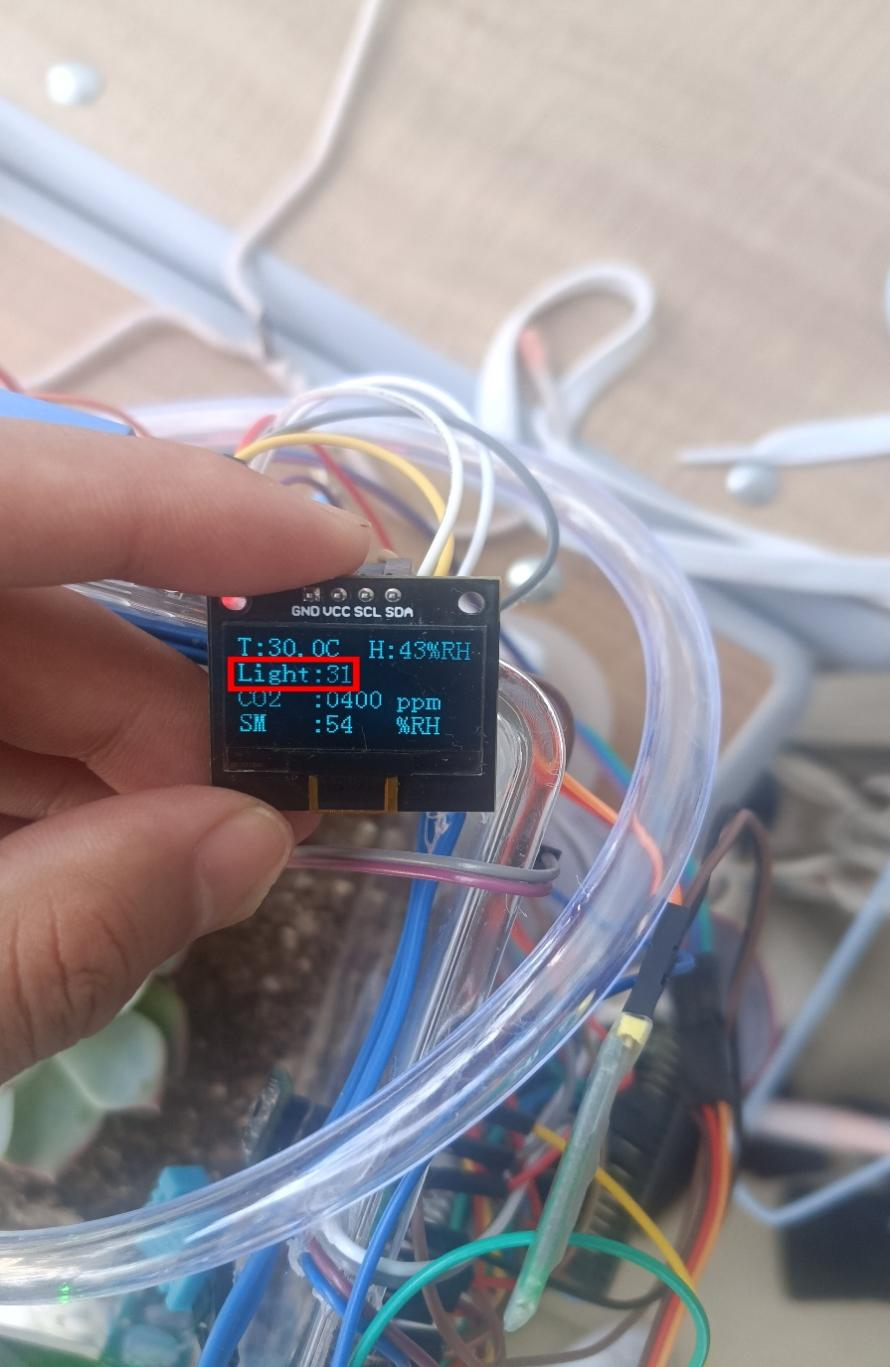 GND VCC SCL SDA
T:30.0C H:43%RH
Light:31
CO2 :0400 ppm
SM :54 %RH